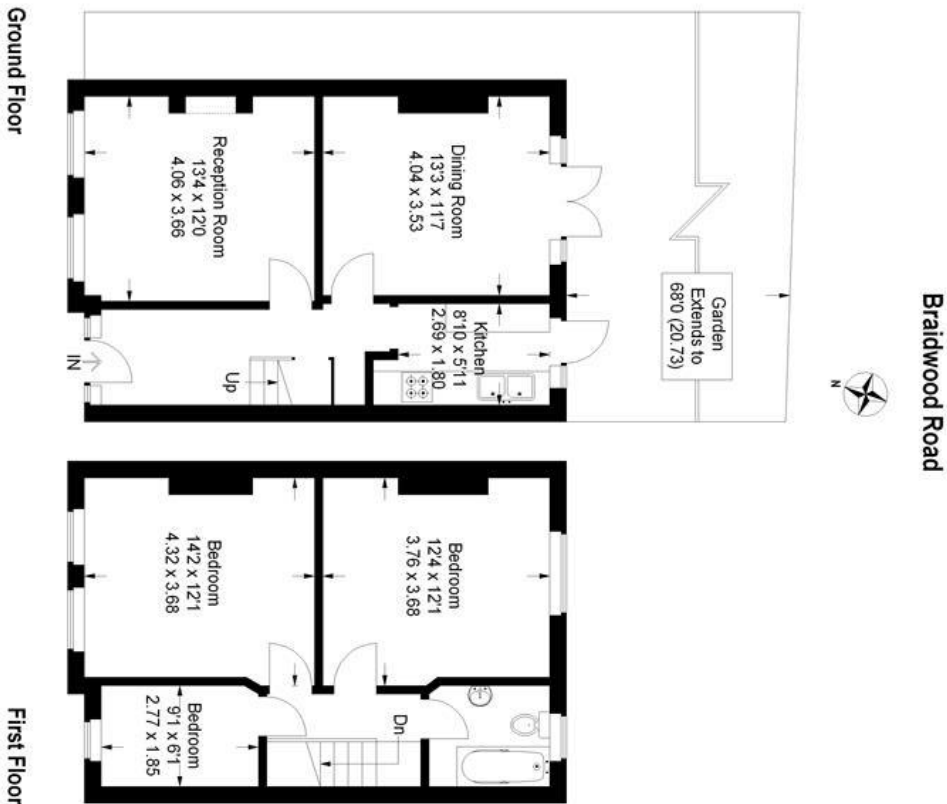 Braidwood Road
N
Garden
Extends to
68'0 (20.73)
Dining Room
13'3 x 11'7
4.04 x 3.53
Kitchen
8'10 x 5'11
2.69 x 1.80
Reception Room
13'4 x 12'0
4.06 x 3.66
Up
IN
Ground Floor
Bedroom
12'4 x 12'1
3.76 x 3.68
Dn
Bedroom
14'2 x 12'1
4.32 x 3.68
Bedroom
9'1 x 6'1
2.77 x 1.85
First Floor